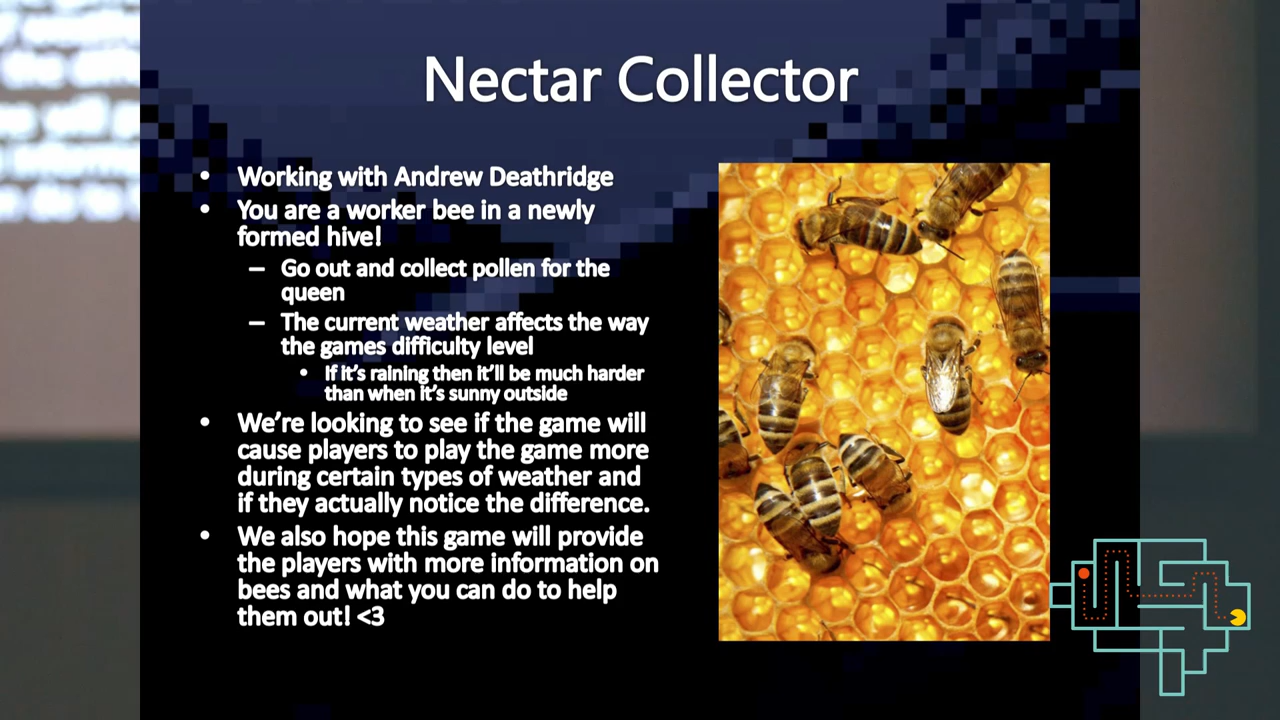 Nectar Collector
• Working with Andrew Deathridge
• You are a worker bee in a newly
formed hive!
– Go out and collect pollen for the
queen
– The current weather affects the way
the games difficulty level
• If it's raining then it'll be much harder
than when it's sunny outside
• We're looking to see if the game will
cause players to play the game more
during certain types of weather and
if they actually notice the difference.
• We also hope this game will provide
the players with more information on
bees and what you can do to help
them out! <3